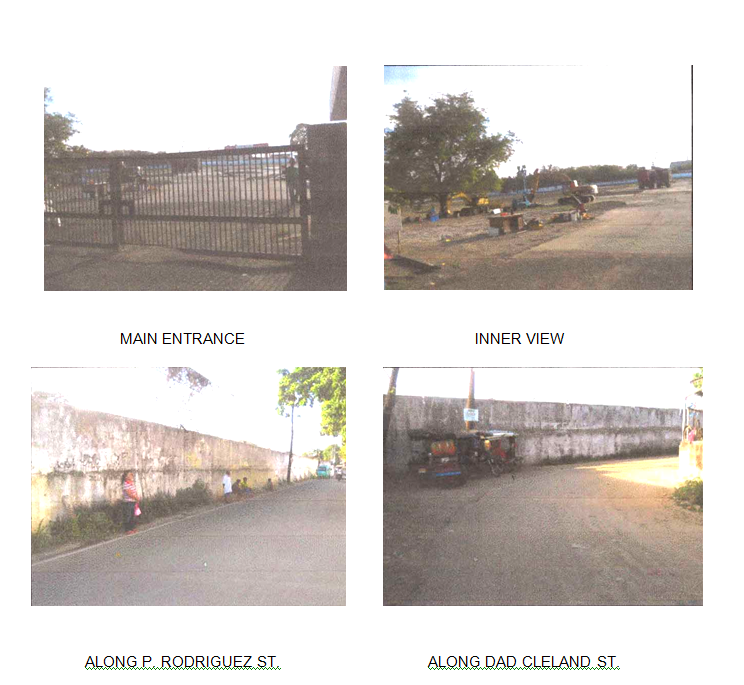 MAIN ENTRANCE
INNER VIEW
ALONG P. RODRIGUEZ ST.
ALONG DAD CLELAND ST.